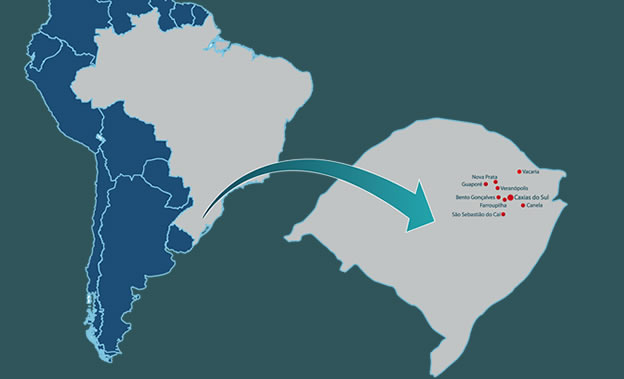 Vacaria
Nova Prata
Guaporé
Veranópolis
Bento Gonçalves
Caxias do Sul
Farroupilha
Canela
São Sebastião do Caí